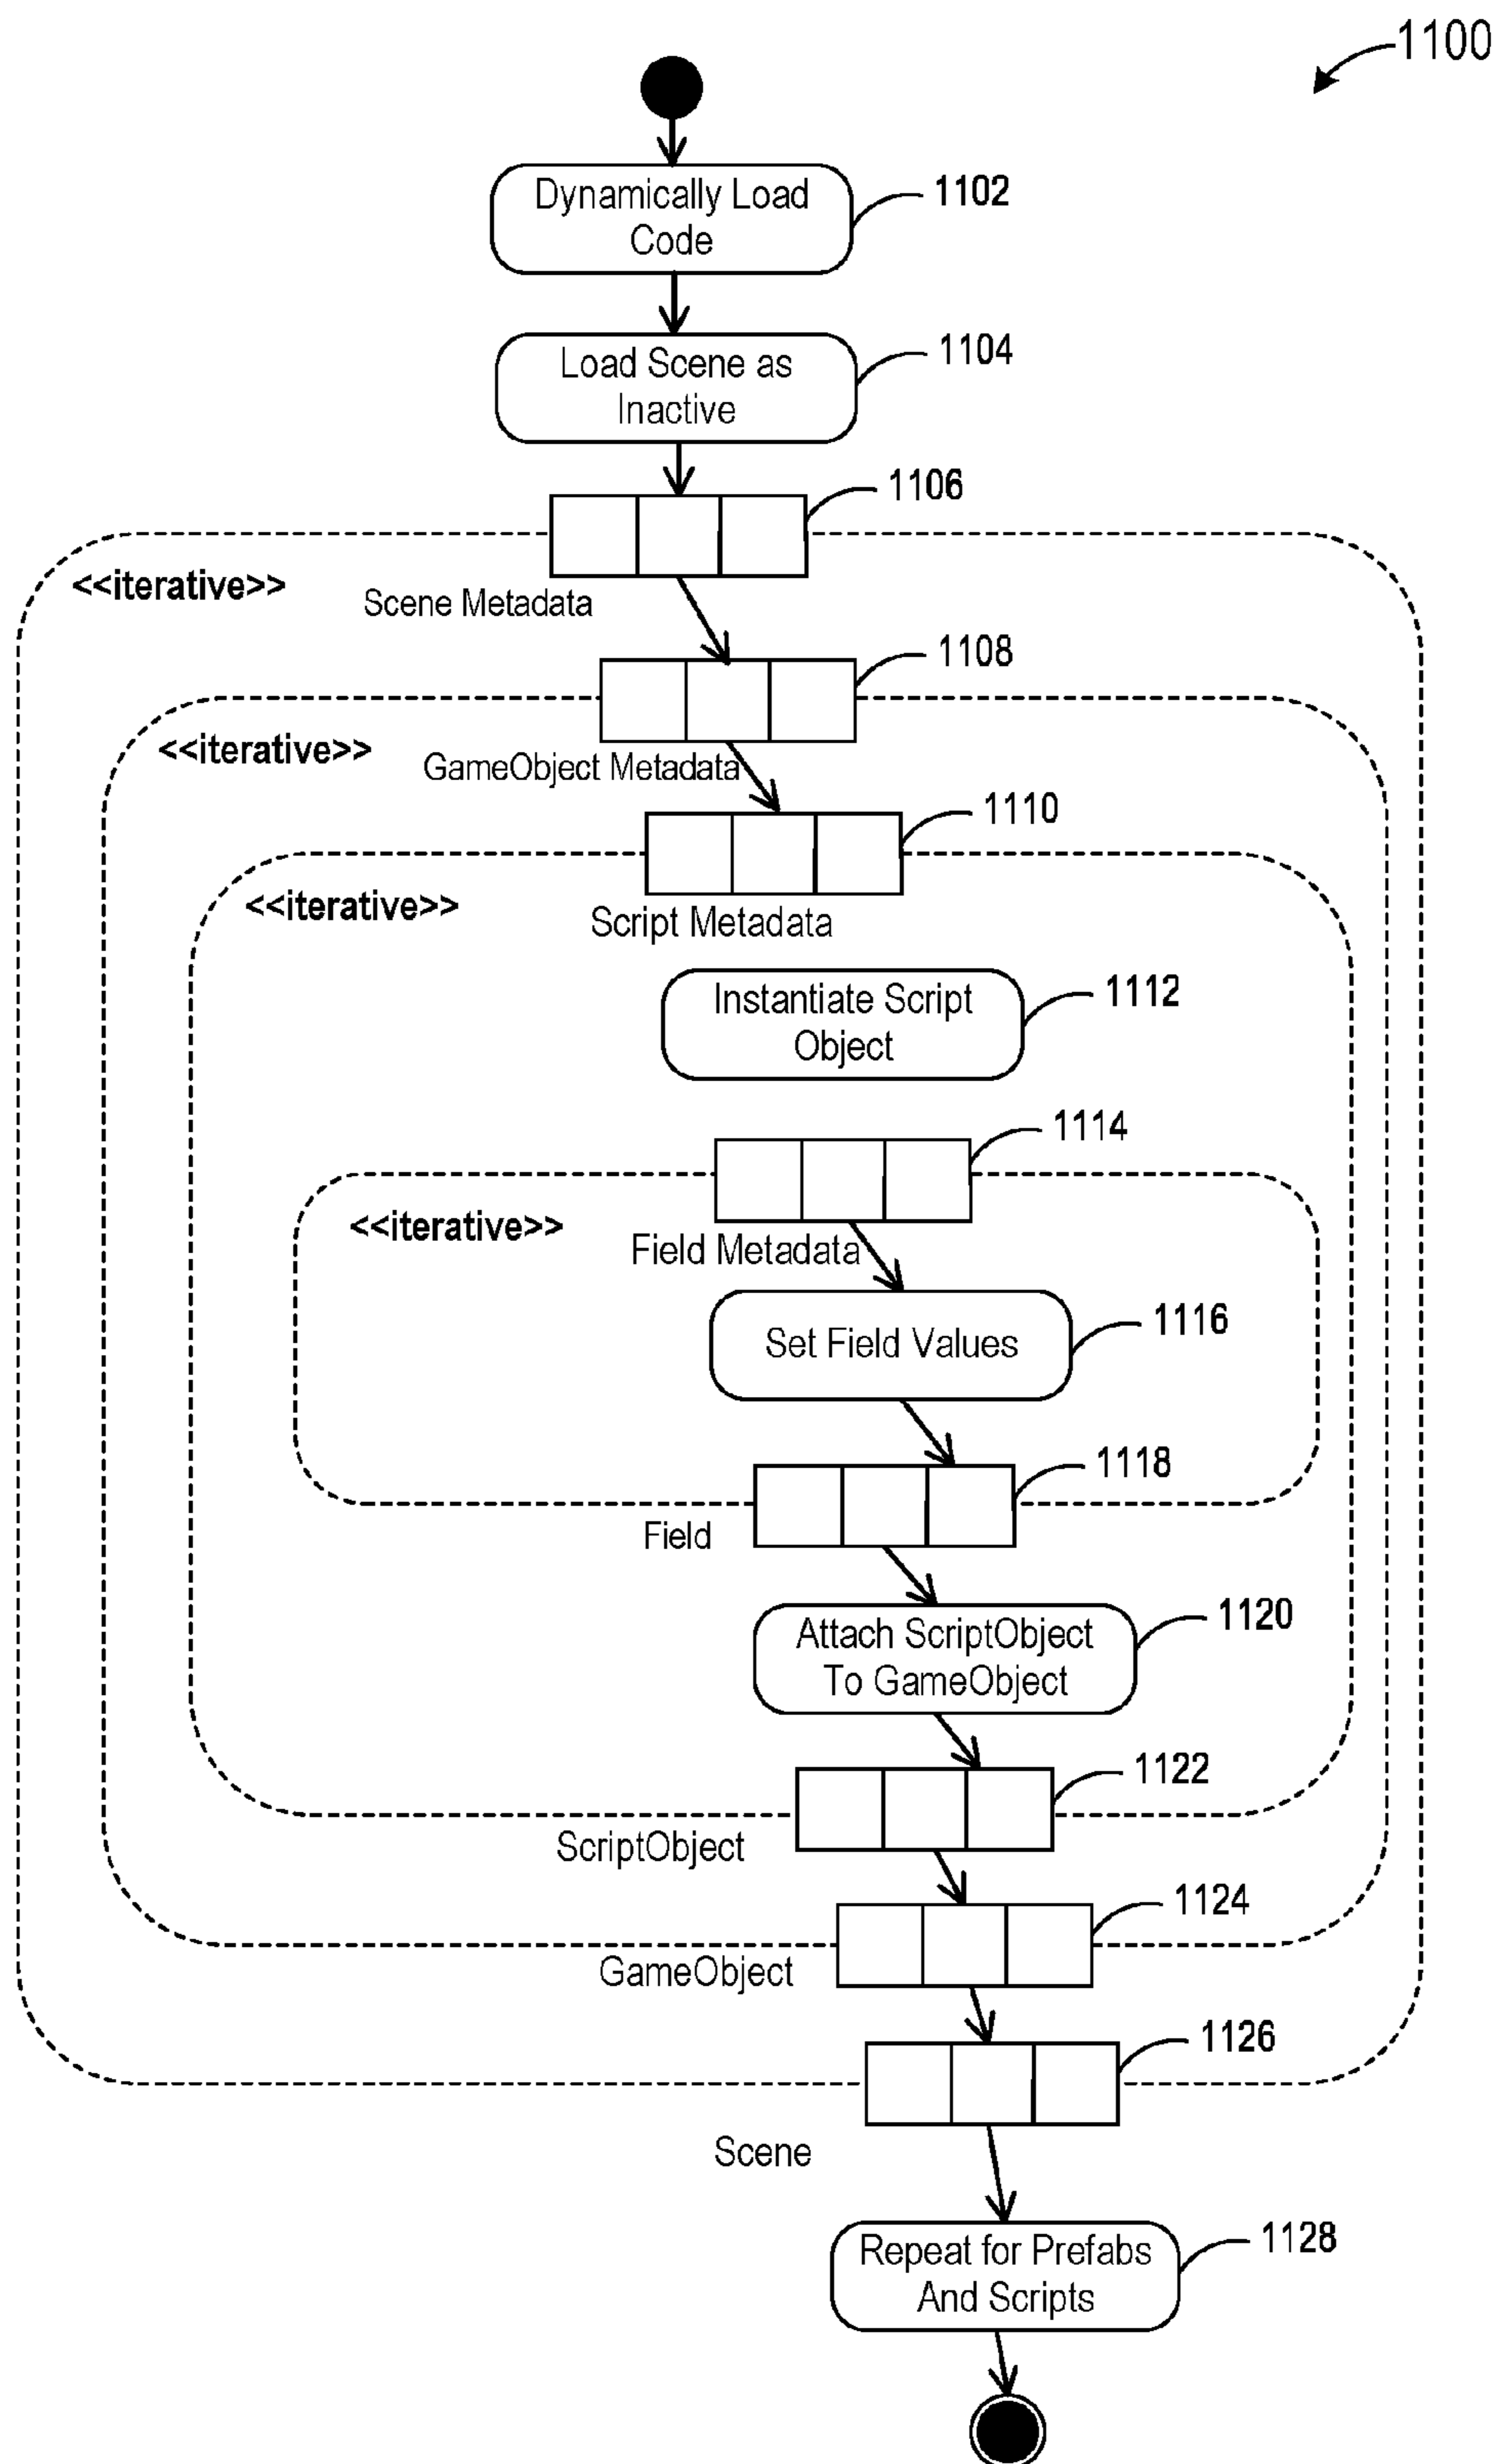 1100
Dynamically Load
Code
1102
Load Scene as
Inactive
1104
1106
<<iterative>>
Scene Metadata
1108
<<iterative>>
GameObject Metadata
1110
<<iterative>>
Script Metadata
Instantiate Script
Object
1112
1114
<<iterative>>
Field Metadata
Set Field Values
1116
1118
Field
Attach ScriptObject
To GameObject
1120
1122
ScriptObject
1124
GameObject
1126
Scene
Repeat for Prefabs
And Scripts
1128